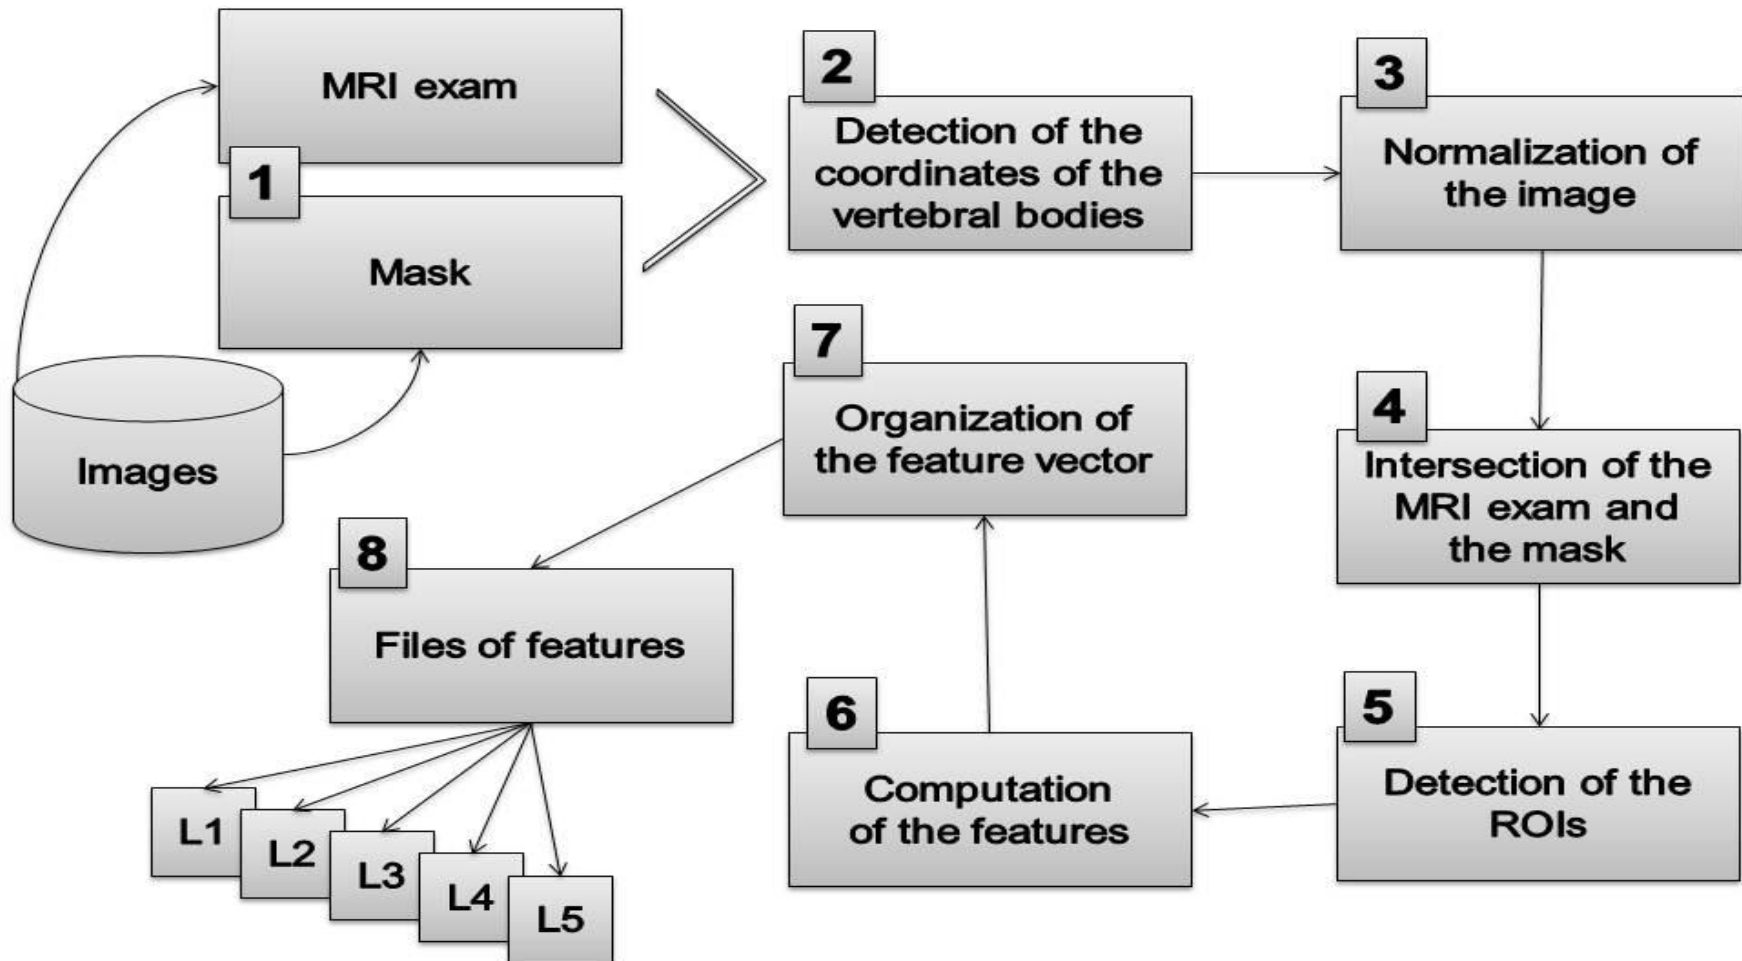 MRI exam
1
Mask
Images
2
Detection of the
coordinates of the
vertebral bodies
3
Normalization of
the image
4
Intersection of the
MRI exam and
the mask
5
Detection of the
ROIs
6
Computation
of the features
7
Organization of
the feature vector
8
Files of features
L1
L2
L3
L4
L5